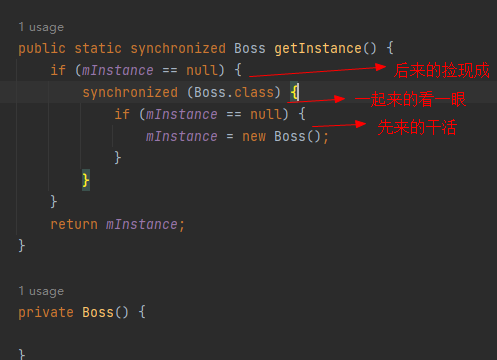 1 usage
public static synchronized Boss getInstance() {
if (mInstance == null) {
后来的捡现成
synchronized (Boss.class) {
一起来的看一眼
if (mInstance == null) {
先来的干活
mInstance = new Boss();
}
}
}
return mInstance;
}
1 usage
private Boss() {
}